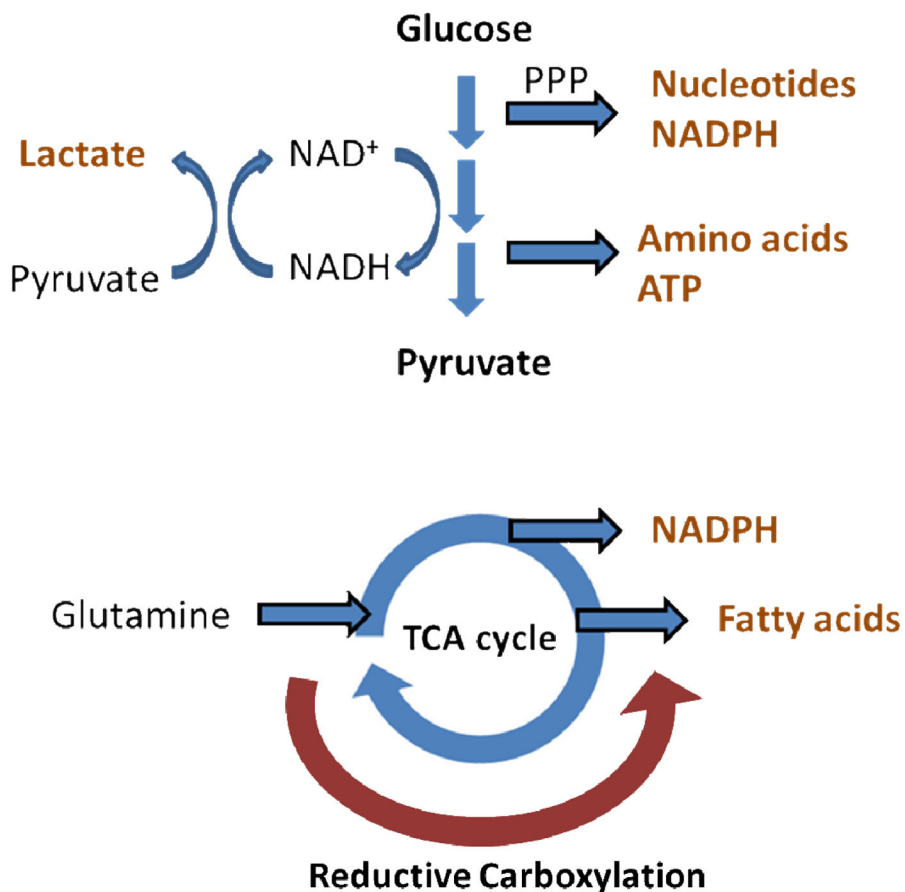 Glucose
PPP
Nucleotides
NADPH
Lactate
NAD⁺
Pyruvate
NADH
Amino acids
ATP
Pyruvate
NADPH
Glutamine
TCA cycle
Fatty acids
Reductive Carboxylation